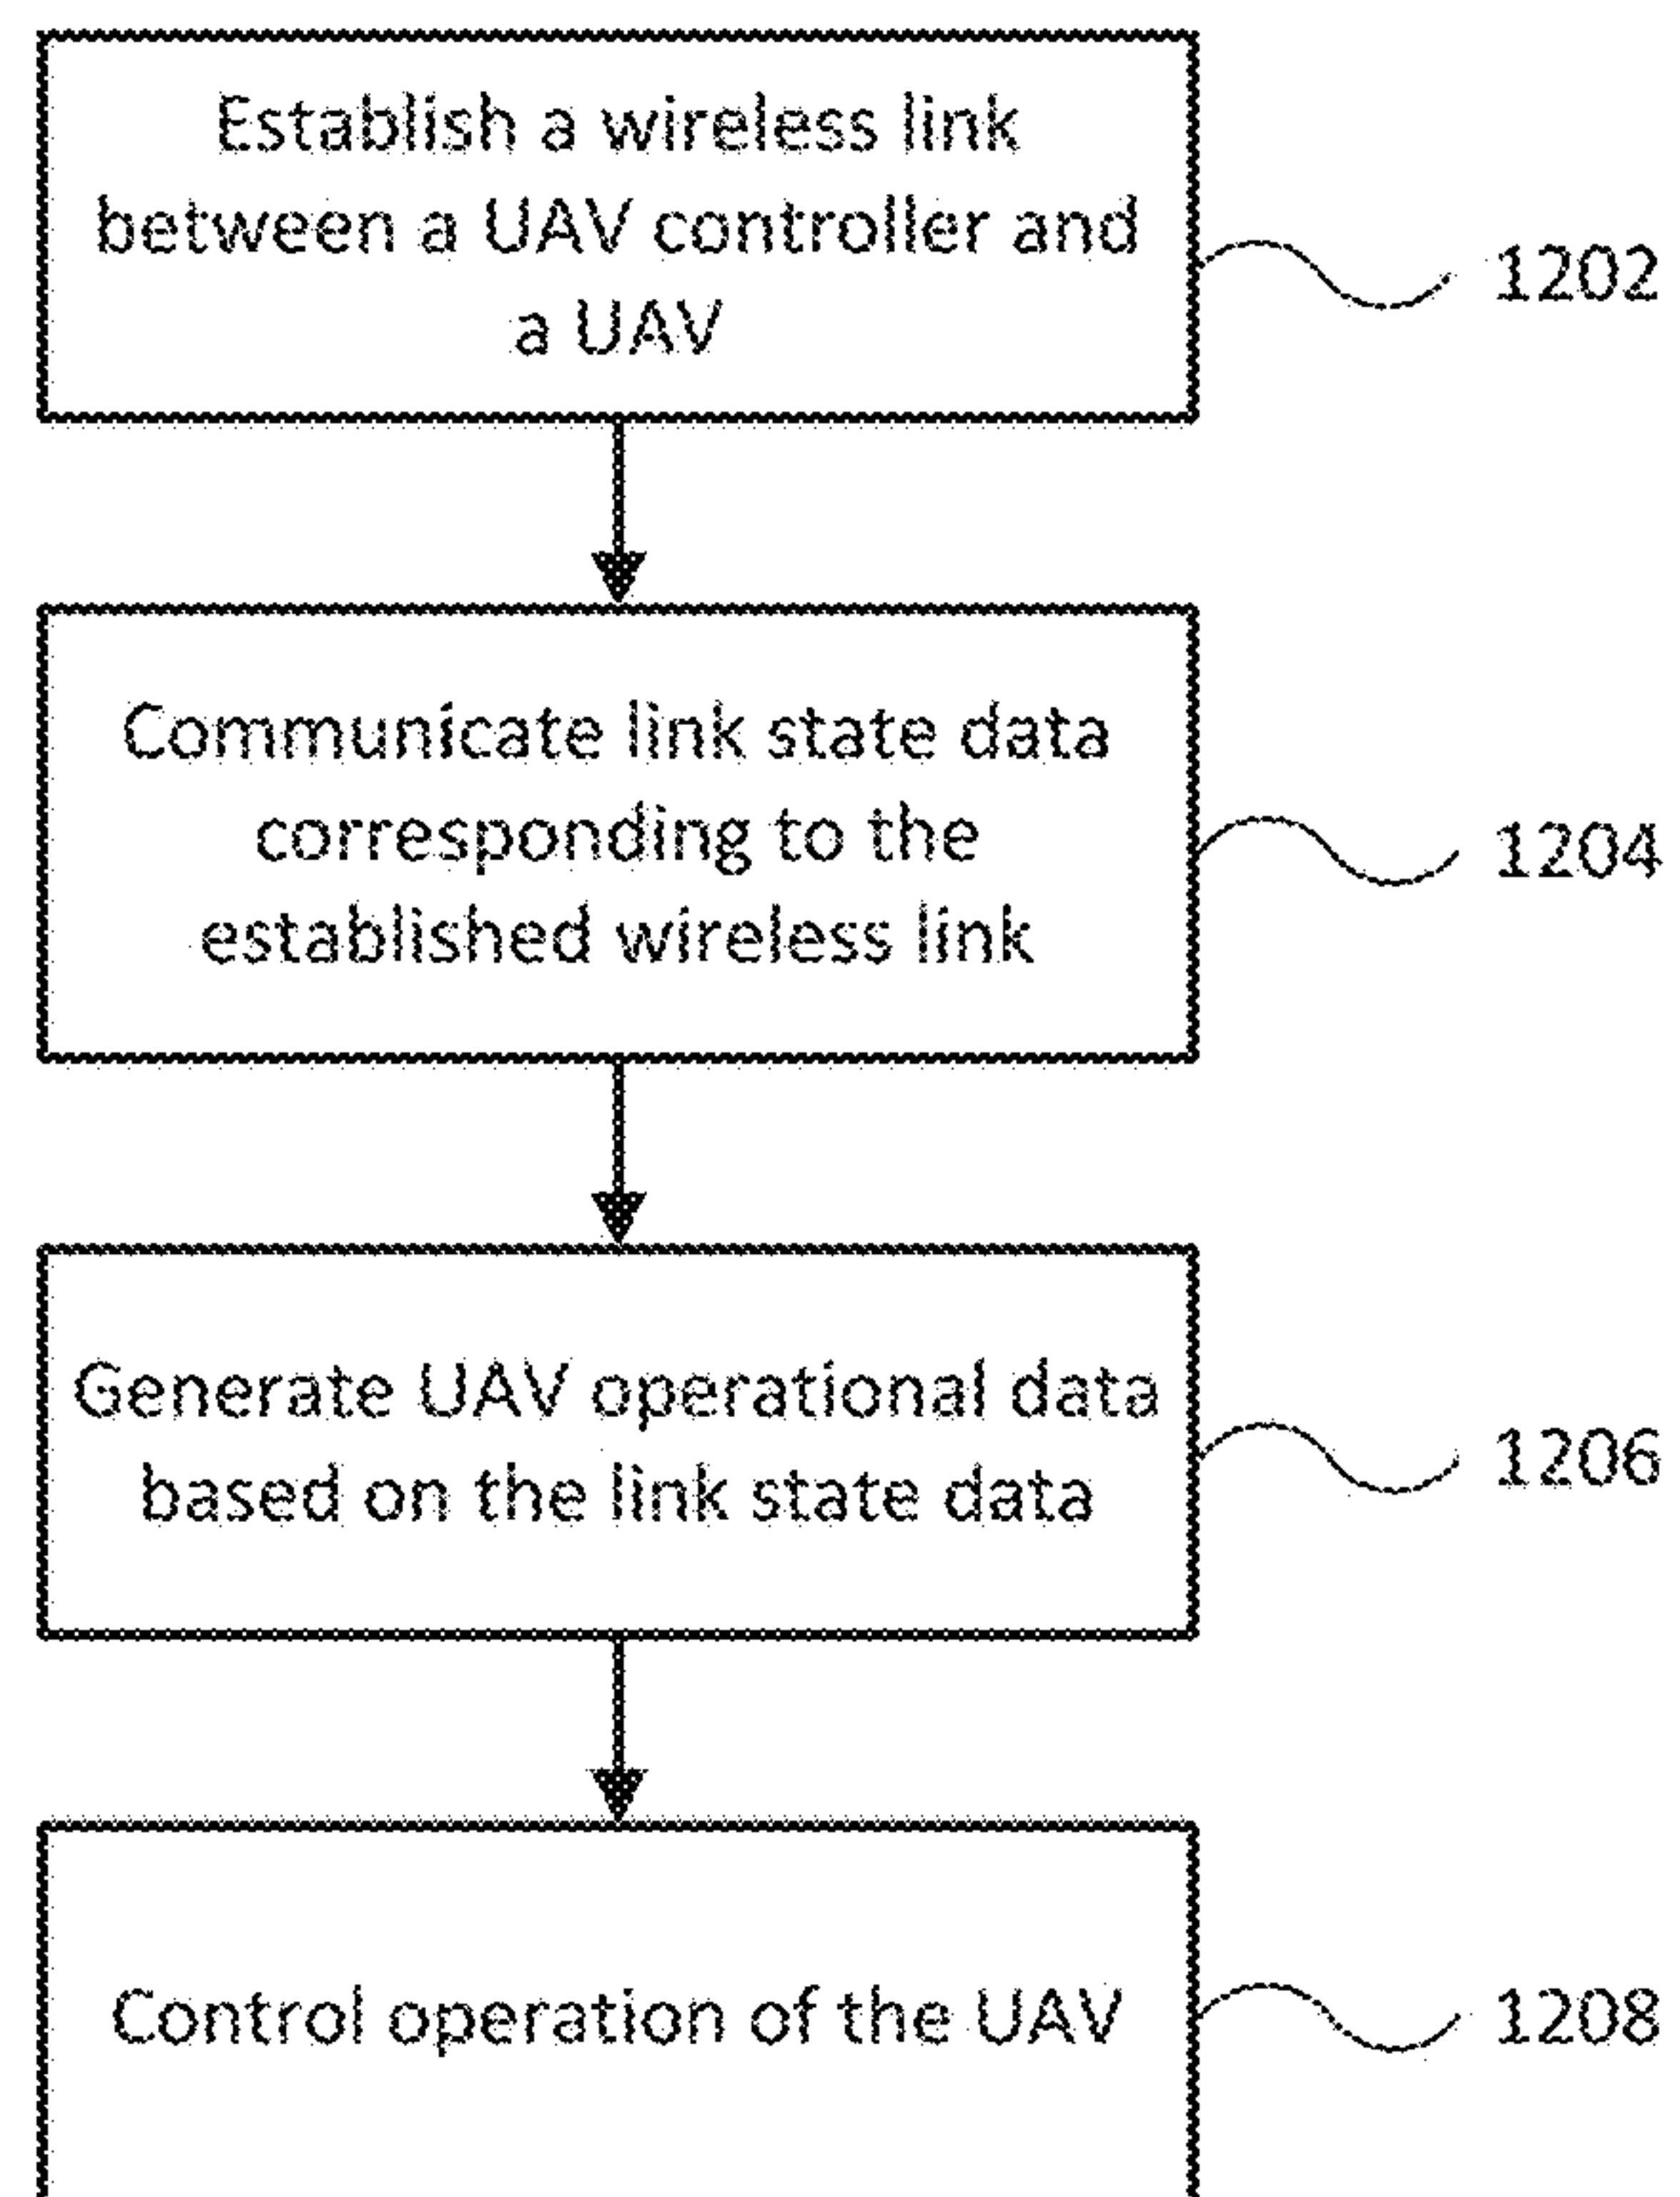 Establish a wireless link
between a UAV controller and
a UAV
1202
Communicate link state data
corresponding to the
established wireless link
1204
Generate UAV operational data
based on the link state data
1206
Control operation of the UAV
1208